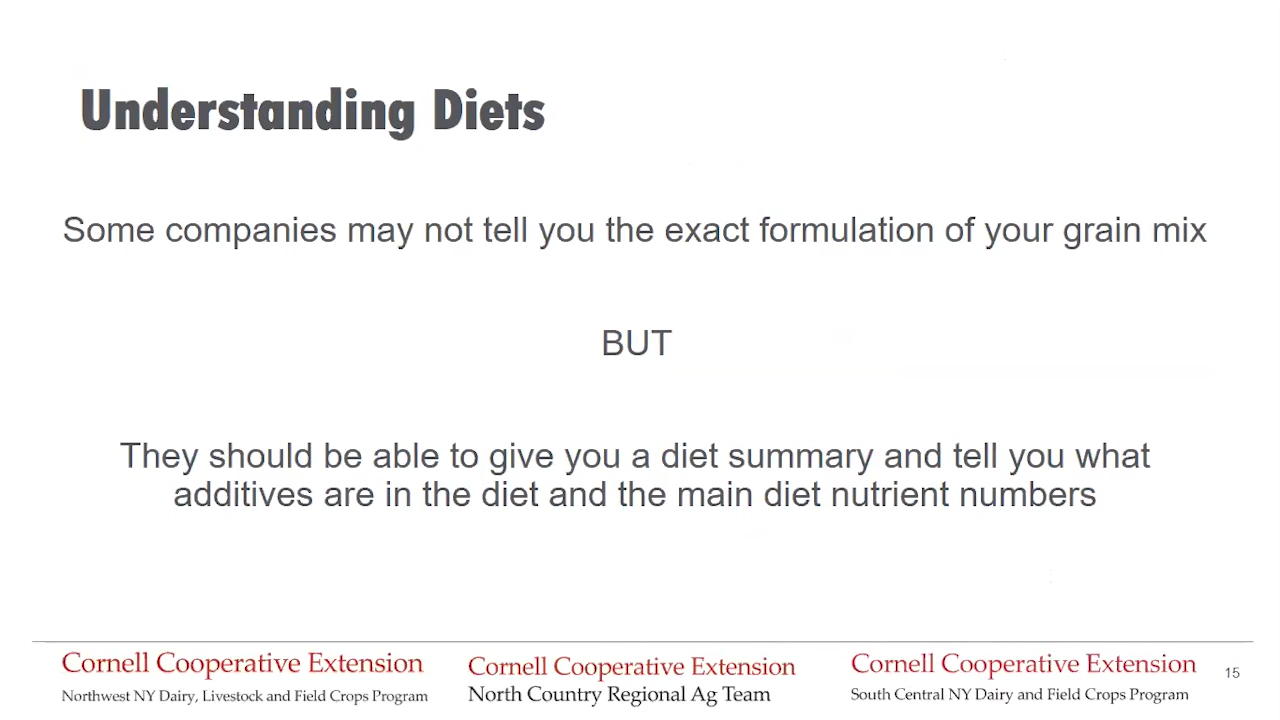 Understanding Diets
Some companies may not tell you the exact formulation of your grain mix
BUT
They should be able to give you a diet summary and tell you what
additives are in the diet and the main diet nutrient numbers
Cornell Cooperative Extension
Northwest NY Dairy, Livestock and Field Crops Program
Cornell Cooperative Extension
North Country Regional Ag Team
Cornell Cooperative Extension
South Central NY Dairy and Field Crops Program
15